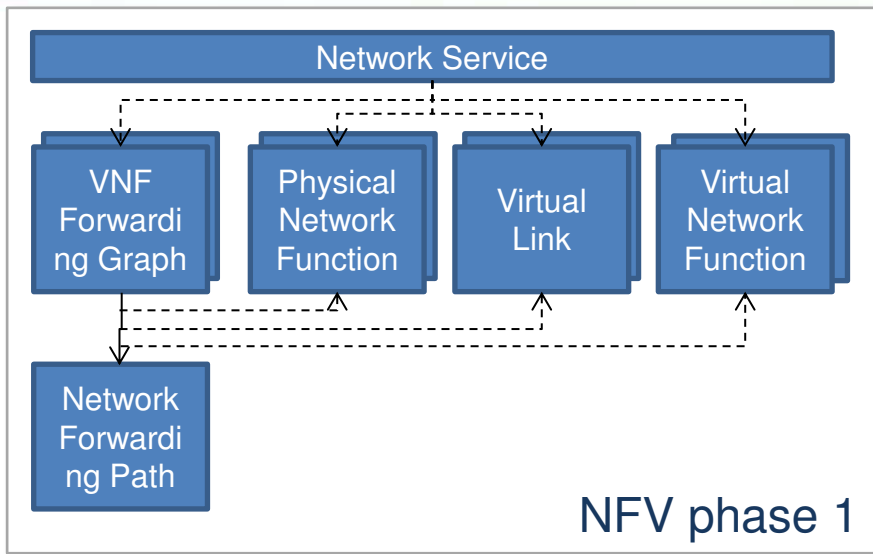 Network Service
VNF
Forwardi
ng Graph
Physical
Network
Function
Virtual
Link
Virtual
Network
Function
Network
Forwardi
ng Path
NFV phase 1